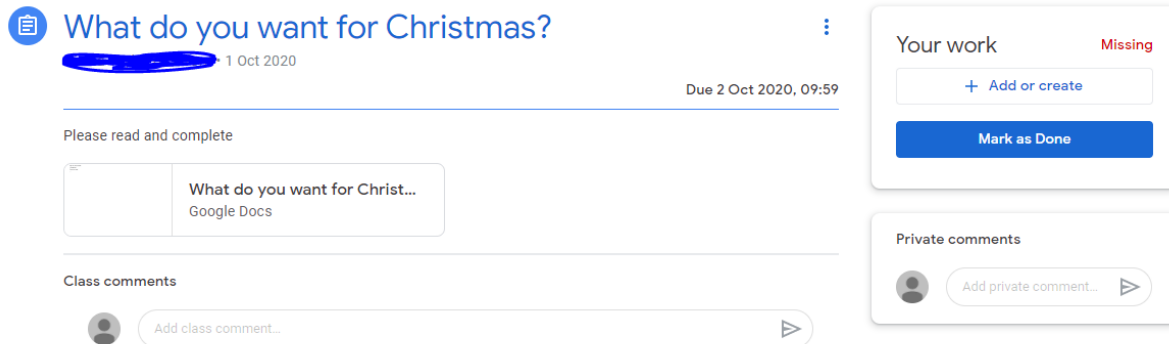 What do you want for Christmas?
• 1 Oct 2020
Due 2 Oct 2020, 09:59
Please read and complete
What do you want for Christ...
Google Docs
Class comments
Add class comment...
Your work
Missing
+ Add or create
Mark as Done
Private comments
Add private comment...